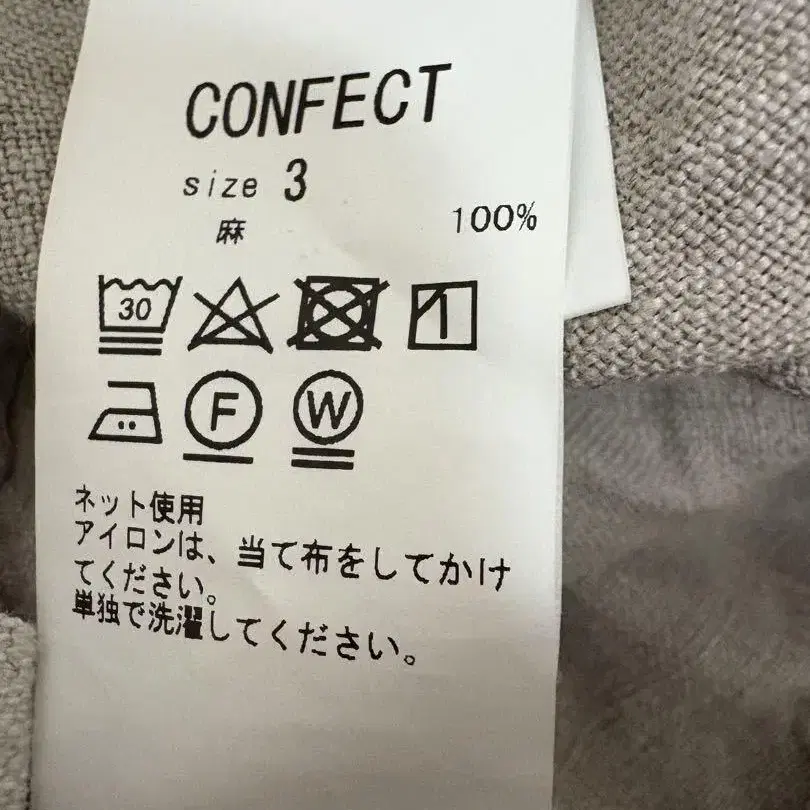 CONFECT
size 3
麻 100%
30
F W
ネット使用
アイロンは、当て布をしてかけ
てください。
単独で洗濯してください。